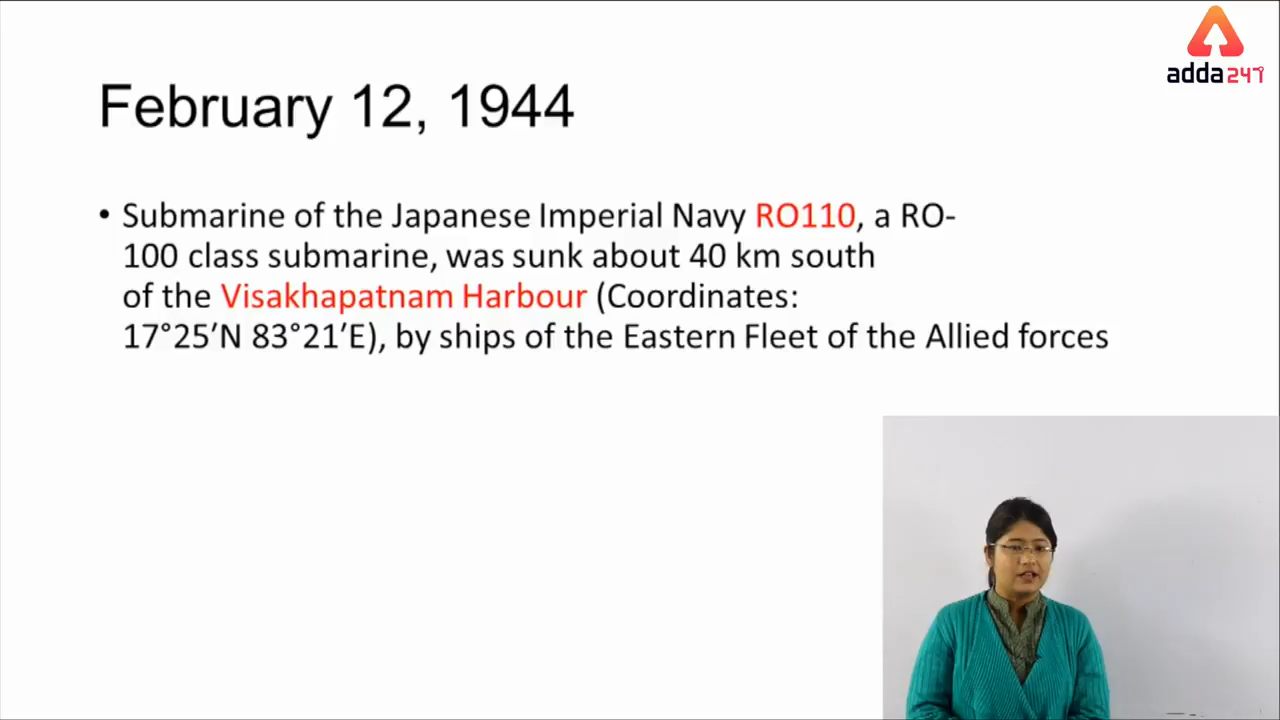 adda247
February 12, 1944
• Submarine of the Japanese Imperial Navy RO110, a RO-
100 class submarine, was sunk about 40 km south
of the Visakhapatnam Harbour (Coordinates:
17°25′N 83°21′E), by ships of the Eastern Fleet of the Allied forces